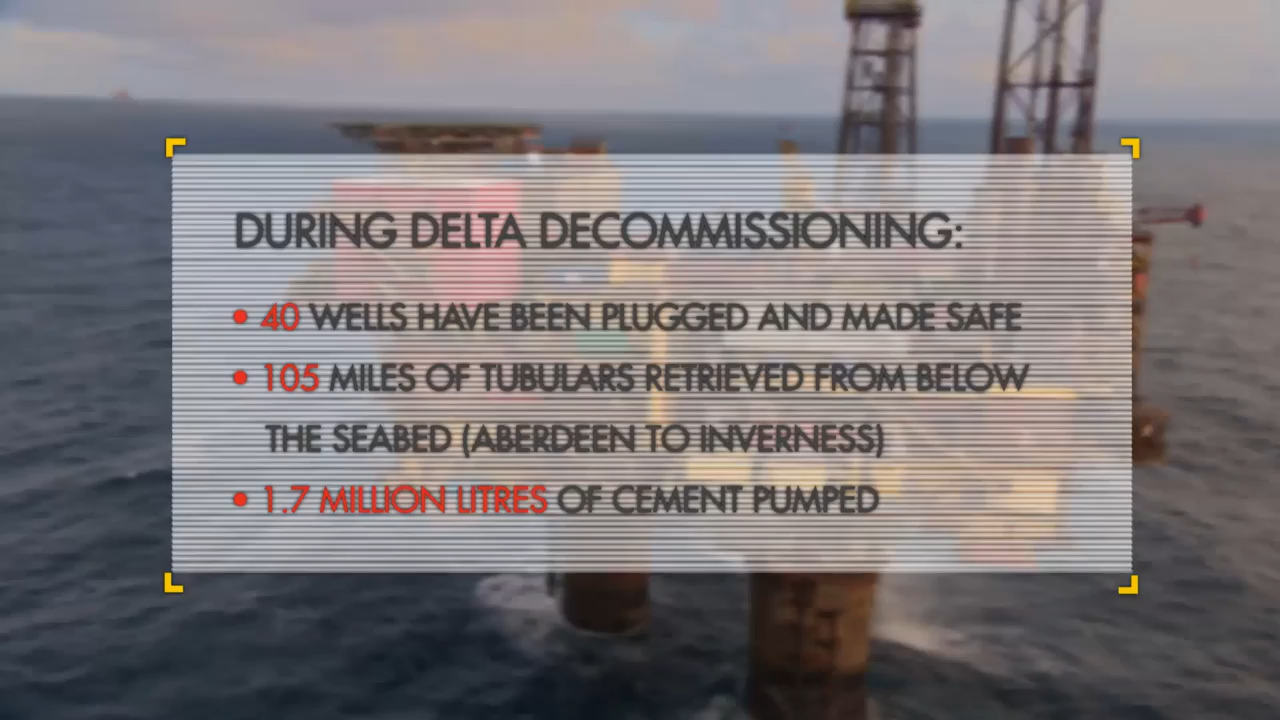 DURING DELTA DECOMMISSIONING:
• 40 WELLS HAVE BEEN PLUGGED AND MADE SAFE
• 105 MILES OF TUBULARS RETRIEVED FROM BELOW
THE SEABED (ABERDEEN TO INVERNESS)
• 1.7 MILLION LITRES OF CEMENT PUMPED